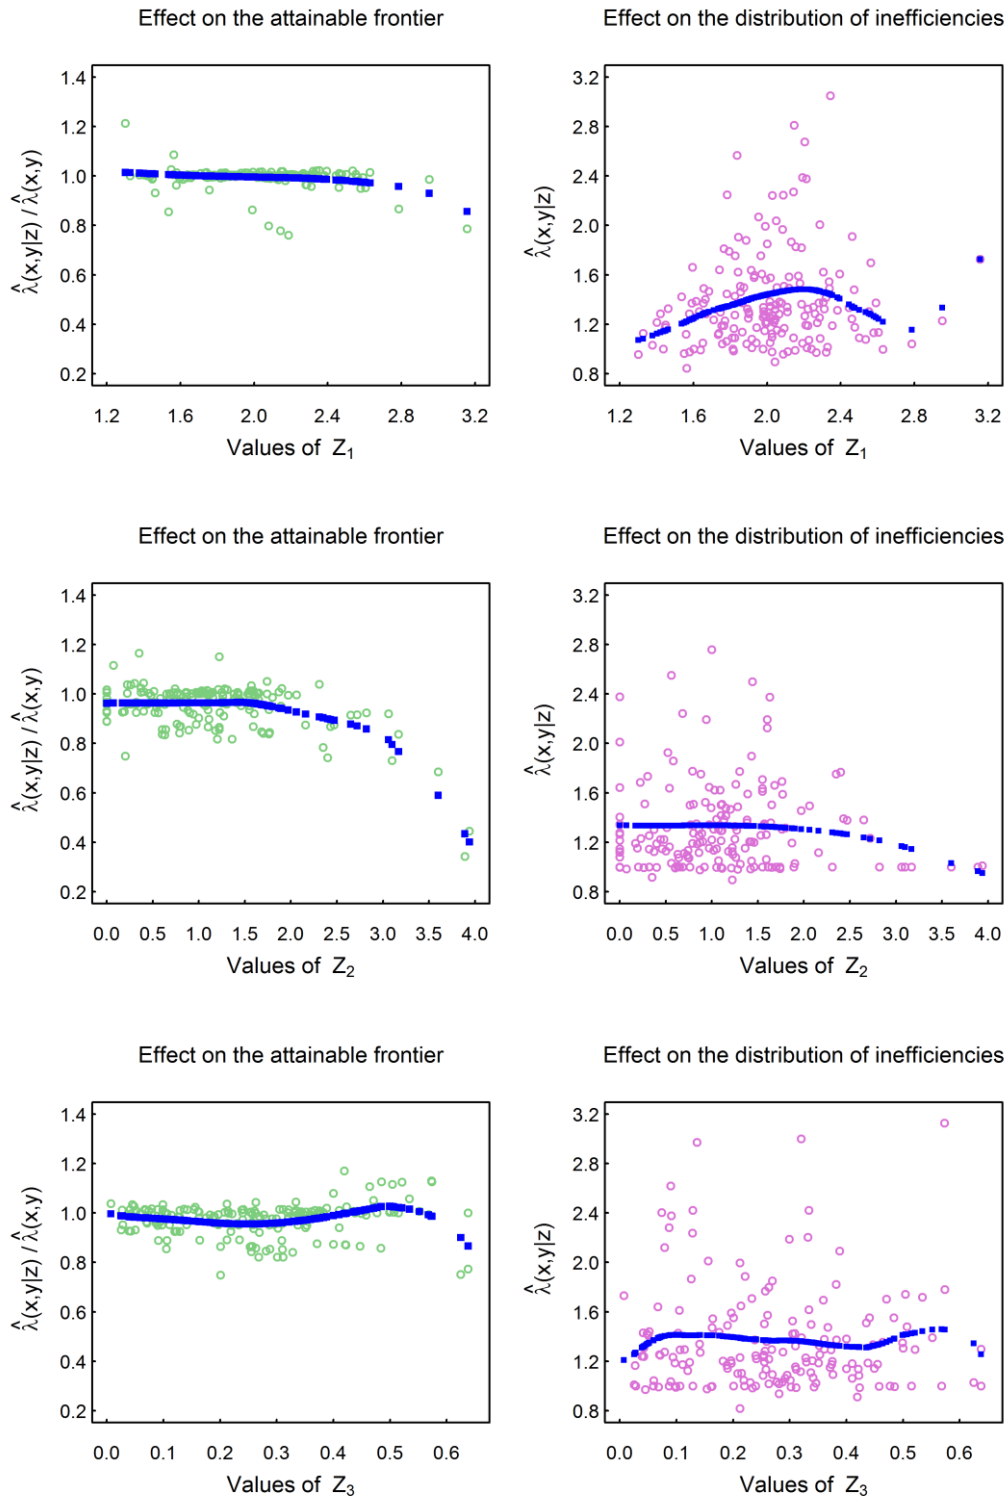 Effect on the attainable frontier
Effect on the distribution of inefficiencies
1.4
1.2
1.0
0.8
0.6
0.4
0.2
λ̂(x,y|z) / λ̂(x,y)
1.2 1.6 2.0 2.4 2.8 3.2
Values of Z₁
3.2
2.8
2.4
2.0
1.6
1.2
0.8
λ̂(x,y|z)
1.2 1.6 2.0 2.4 2.8 3.2
Values of Z₁
Effect on the attainable frontier
Effect on the distribution of inefficiencies
1.4
1.2
1.0
0.8
0.6
0.4
0.2
λ̂(x,y|z) / λ̂(x,y)
0.0 0.5 1.0 1.5 2.0 2.5 3.0 3.5 4.0
Values of Z₂
3.2
2.8
2.4
2.0
1.6
1.2
0.8
λ̂(x,y|z)
0.0 0.5 1.0 1.5 2.0 2.5 3.0 3.5 4.0
Values of Z₂
Effect on the attainable frontier
Effect on the distribution of inefficiencies
1.4
1.2
1.0
0.8
0.6
0.4
0.2
λ̂(x,y|z) / λ̂(x,y)
0.0 0.1 0.2 0.3 0.4 0.5 0.6
Values of Z₃
3.2
2.8
2.4
2.0
1.6
1.2
0.8
λ̂(x,y|z)
0.0 0.1 0.2 0.3 0.4 0.5 0.6
Values of Z₃